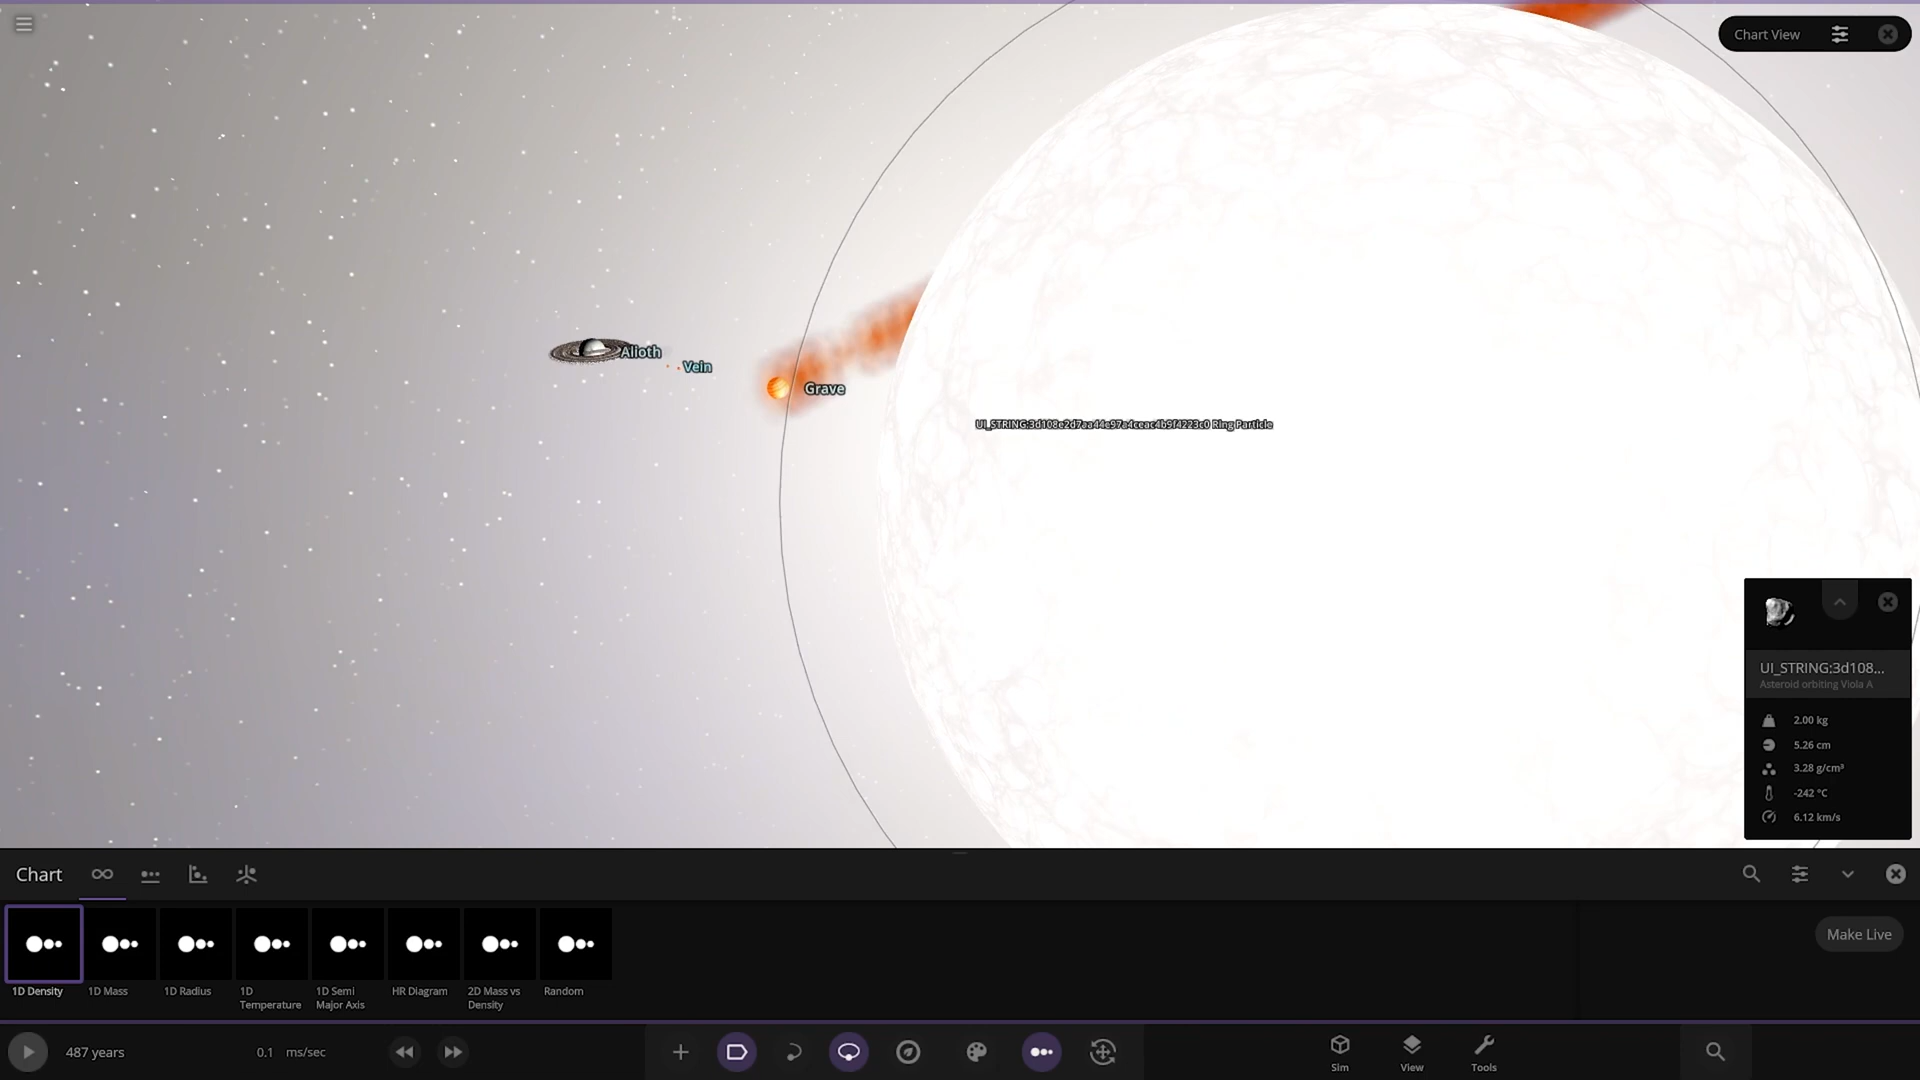 Chart View
Alioth
Vein
Grave
UI_STRING:3d108e2d7aa44e97a4ceac4b9f4223c0 Ring Particle
UI_STRING:3d108...
Asteroid orbiting Viola A
2.00 kg
5.26 cm
3.28 g/cm³
-242 °C
6.12 km/s
Chart
Make Live
1D Density
1D Mass
1D Radius
1D
Temperature
1D Semi
Major Axis
HR Diagram
2D Mass vs
Density
Random
487 years
0.1 ms/sec
Sim
View
Tools